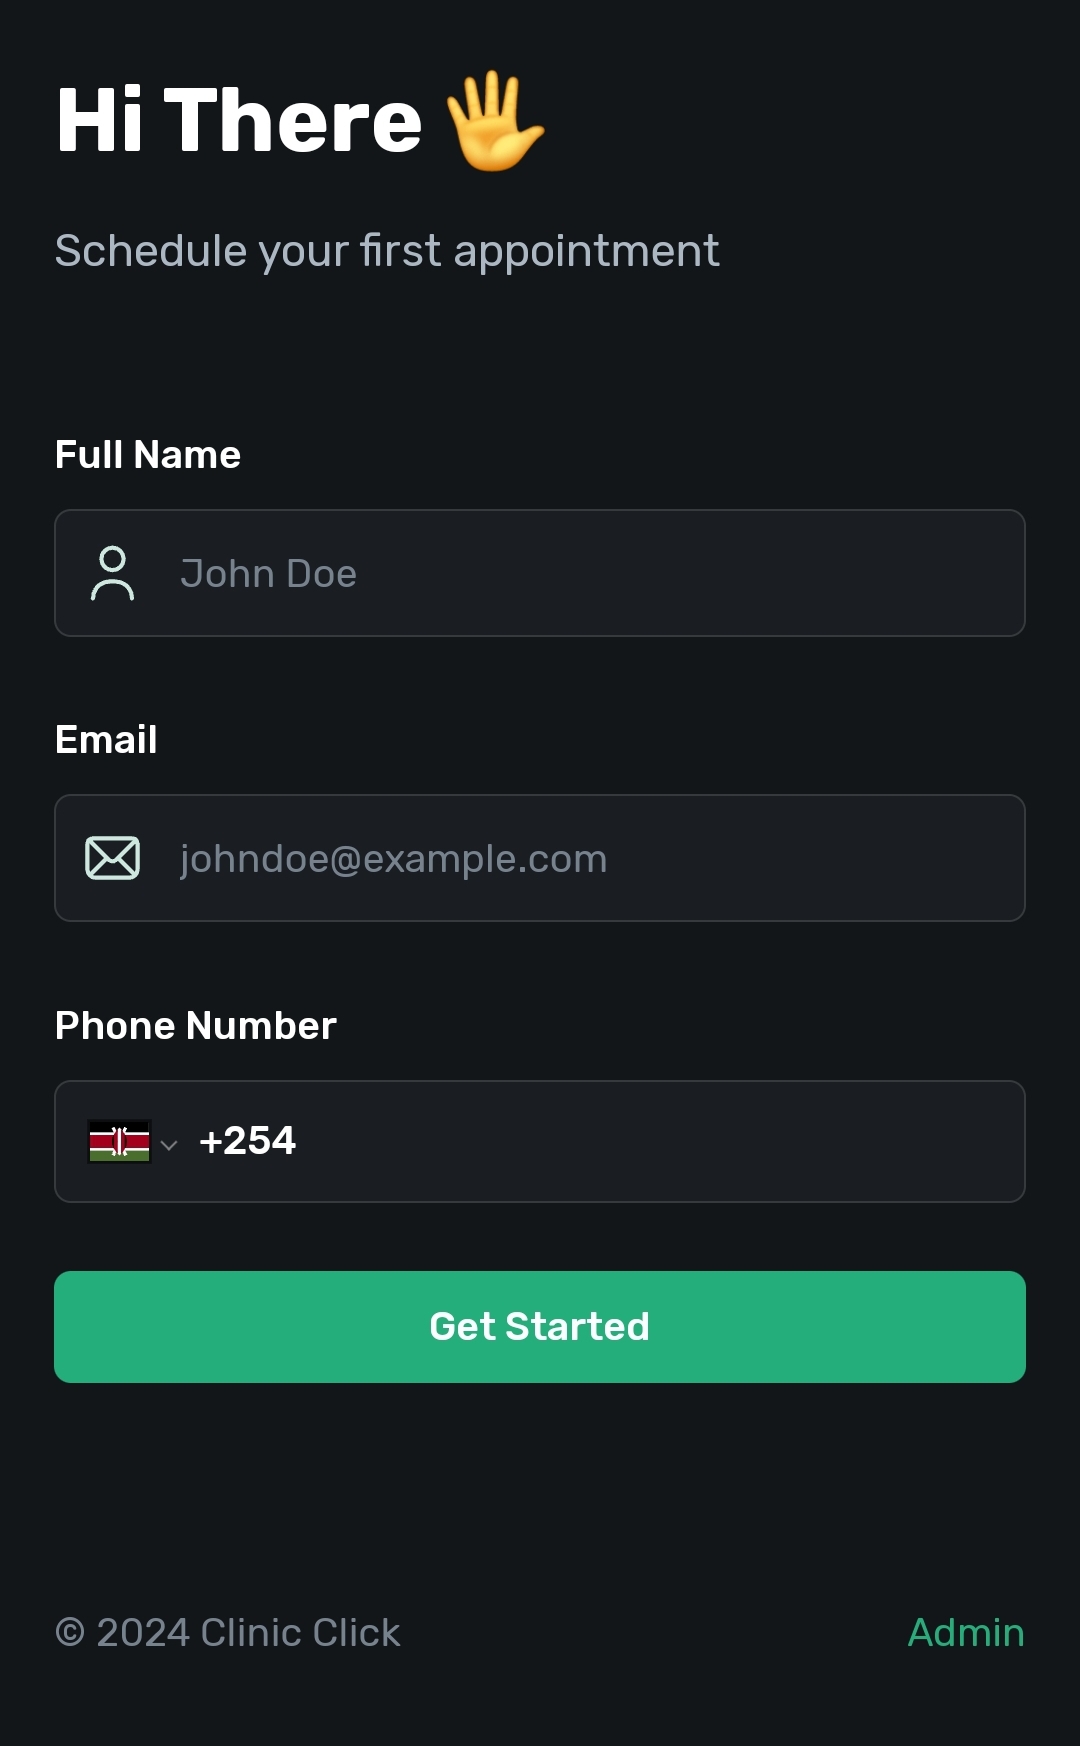 Hi There 🖐️
Schedule your first appointment
Full Name
John Doe
Email
johndoe@example.com
Phone Number
+254
Get Started
© 2024 Clinic Click
Admin